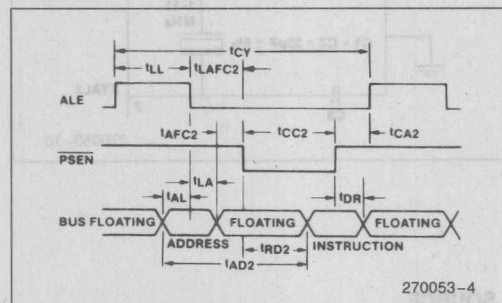 tCY
tLL tLAFC2
ALE
tAFC2 tCC2 tCA2
PSEN
tLA
tAL tDR
BUS FLOATING FLOATING FLOATING
ADDRESS INSTRUCTION
tRD2
tAD2
270053-4